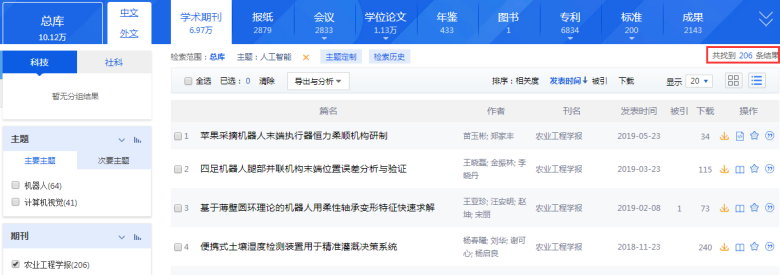 总库
10.12万
中文
外文
学术期刊
6.97万
报纸
2879
会议
2833
学位论文
1.13万
年鉴
433
图书
1
专利
6834
标准
200
成果
2143
科技
社科
暂无分组结果
检索范围：总库 主题：人工智能 主题定制 检索历史
共找到 206 条结果
全选 已选：0 清除 导出与分析
排序：相关度 发表时间 被引 下载
显示 20
篇名 作者 刊名 发表时间 被引 下载 操作
1 苹果采摘机器人末端执行器恒力柔顺机构研制 苗玉彬; 郑家丰 农业工程学报 2019-05-23 34
2 四足机器人腿部并联机构末端位置误差分析与验证 王晓磊; 金振林; 李晓丹 农业工程学报 2019-03-23 115
3 基于薄壁圆环理论的机器人用柔性轴承变形特征快速求解 王亚珍; 汪安明; 赵坤; 宋丽 农业工程学报 2019-02-08 1 73
4 便携式土壤湿度检测装置用于精准灌溉决策系统 杨春曦; 刘华; 谢可心; 杨启良 农业工程学报 2018-11-23 240
主题
主要主题
次要主题
机器人(64)
计算机视觉(41)
期刊
农业工程学报(206)